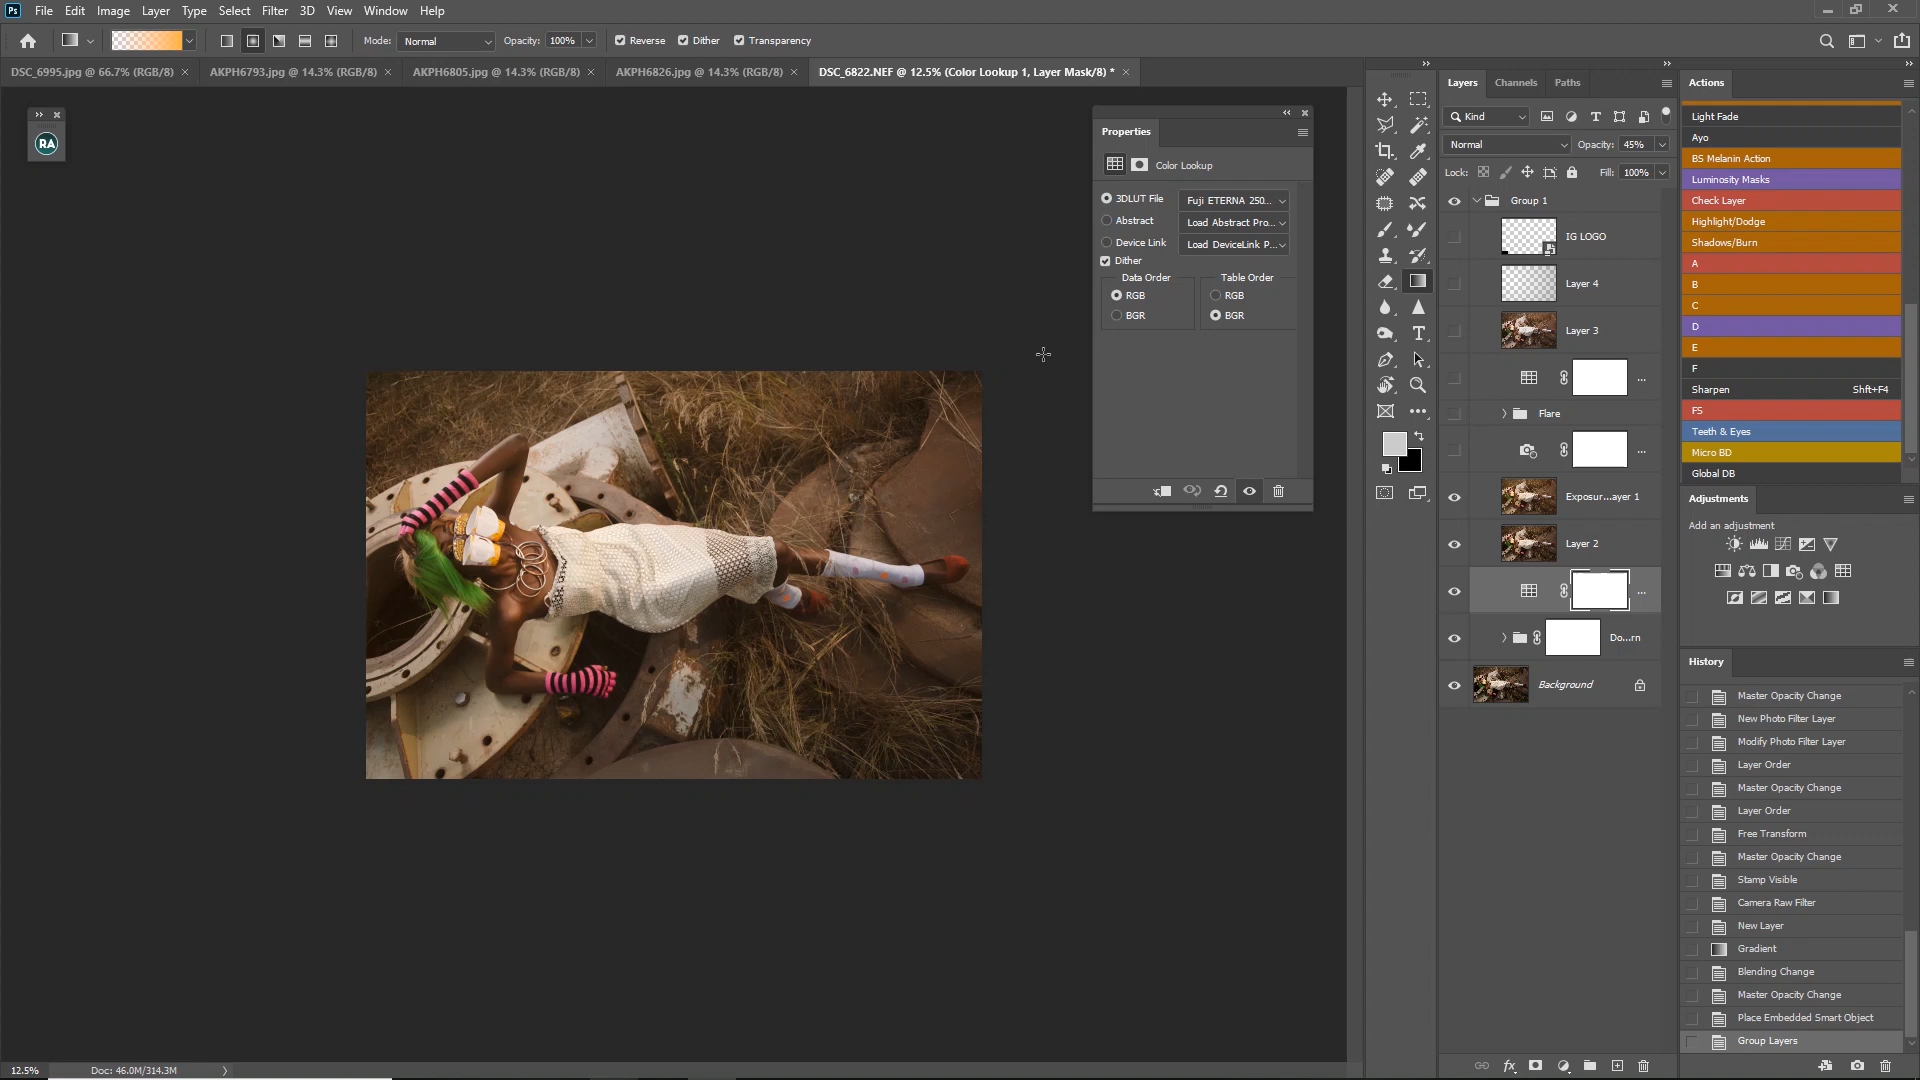 Ps File Edit Image Layer Type Select Filter 3D View Window Help
Mode: Normal Opacity: 100% Reverse Dither Transparency
DSC_6995.jpg @ 66.7% (RGB/8) AKPH6793.jpg @ 14.3% (RGB/8) AKPH6805.jpg @ 14.3% (RGB/8) AKPH6826.jpg @ 14.3% (RGB/8) DSC_6822.NEF @ 12.5% (Color Lookup 1, Layer Mask/8) *
RA
Properties
Color Lookup
3DLUT File Fuji ETERNA 250...
Abstract Load Abstract Pro...
Device Link Load DeviceLink P...
Dither
Data Order Table Order
RGB RGB
BGR BGR
Layers Channels Paths
Kind
Normal Opacity: 45%
Lock: Fill: 100%
Group 1
IG LOGO
Layer 4
Layer 3
...
Flare
...
Exposur...ayer 1
Layer 2
...
Do...rn
Background
Actions
Light Fade
Ayo
BS Melanin Action
Luminosity Masks
Check Layer
Highlight/Dodge
Shadows/Burn
A
B
C
D
E
F
Sharpen Shft+F4
FS
Teeth & Eyes
Micro BD
Global DB
Adjustments
Add an adjustment
History
Master Opacity Change
New Photo Filter Layer
Modify Photo Filter Layer
Layer Order
Master Opacity Change
Layer Order
Free Transform
Master Opacity Change
Stamp Visible
Camera Raw Filter
New Layer
Gradient
Blending Change
Master Opacity Change
Place Embedded Smart Object
Group Layers
fx
12.5% Doc: 46.0M/314.3M